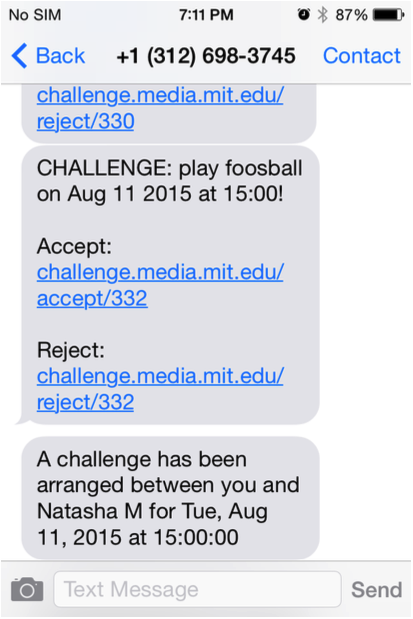 No SIM 7:11 PM 87%
Back +1 (312) 698-3745 Contact
challenge.media.mit.edu/
reject/330
CHALLENGE: play foosball
on Aug 11 2015 at 15:00!
Accept:
challenge.media.mit.edu/
accept/332
Reject:
challenge.media.mit.edu/
reject/332
A challenge has been
arranged between you and
Natasha M for Tue, Aug
11, 2015 at 15:00:00
Text Message Send